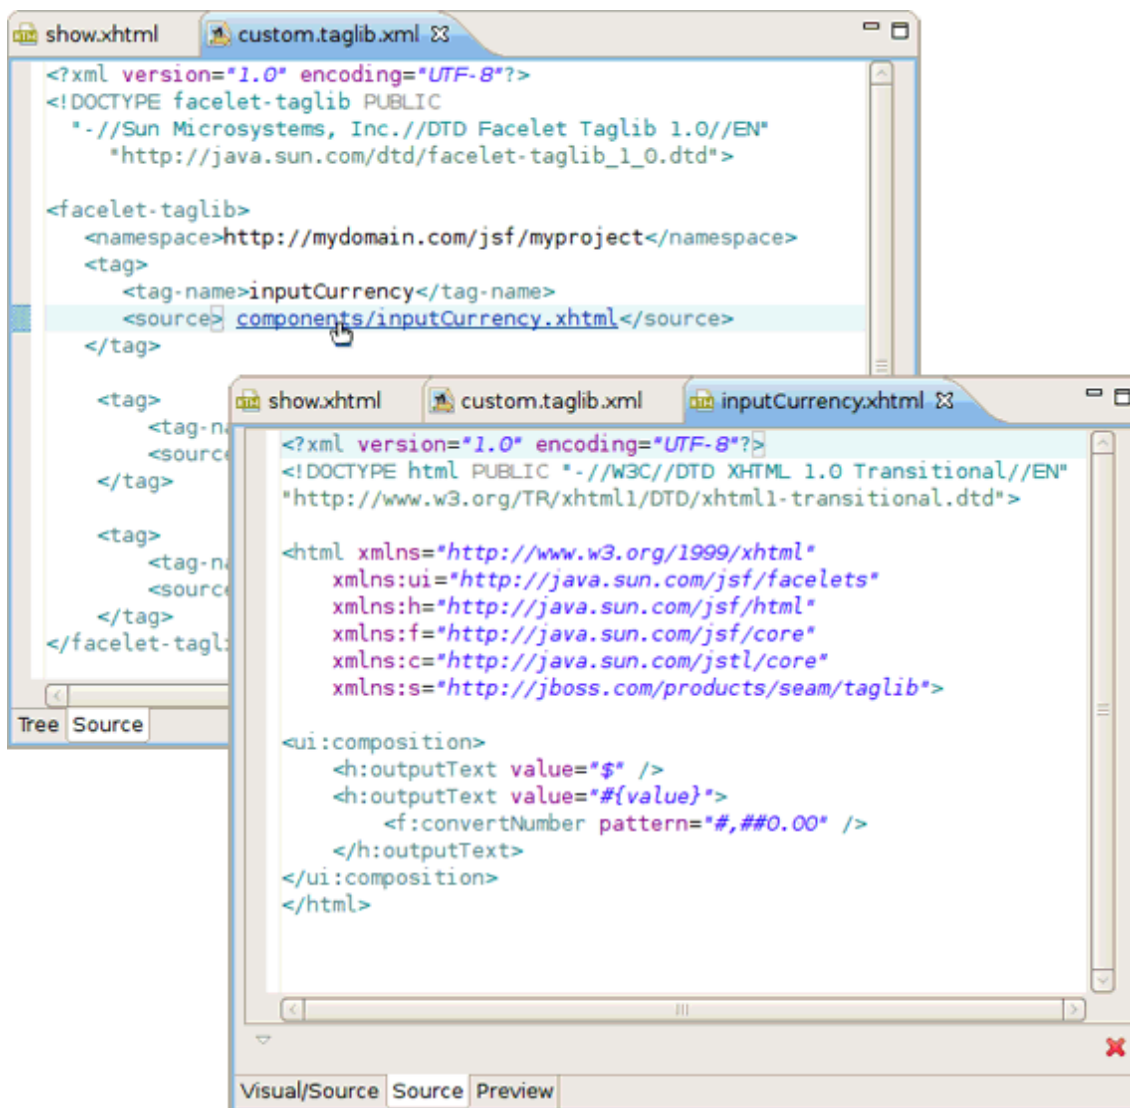 show.xhtml custom.taglib.xml
<?xml version="1.0" encoding="UTF-8"?>
<!DOCTYPE facelet-taglib PUBLIC
"-//Sun Microsystems, Inc.//DTD Facelet Taglib 1.0//EN"
"http://java.sun.com/dtd/facelet-taglib_1_0.dtd">
<facelet-taglib>
<namespace>http://mydomain.com/jsf/myproject</namespace>
<tag>
<tag-name>inputCurrency</tag-name>
<source> components/inputCurrency.xhtml</source>
</tag>
<tag>
<tag-n
<source
</tag>
<tag>
<tag-n
<source
</tag>
</facelet-tagl
Tree Source
show.xhtml custom.taglib.xml inputCurrency.xhtml
<?xml version="1.0" encoding="UTF-8"?>
<!DOCTYPE html PUBLIC "-//W3C//DTD XHTML 1.0 Transitional//EN"
"http://www.w3.org/TR/xhtml1/DTD/xhtml1-transitional.dtd">
<html xmlns="http://www.w3.org/1999/xhtml"
xmlns:ui="http://java.sun.com/jsf/facelets"
xmlns:h="http://java.sun.com/jsf/html"
xmlns:f="http://java.sun.com/jsf/core"
xmlns:c="http://java.sun.com/jstl/core"
xmlns:s="http://jboss.com/products/seam/taglib">
<ui:composition>
<h:outputText value="$" />
<h:outputText value="#{value}">
<f:convertNumber pattern="#,##0.00" />
</h:outputText>
</ui:composition>
</html>
Visual/Source Source Preview